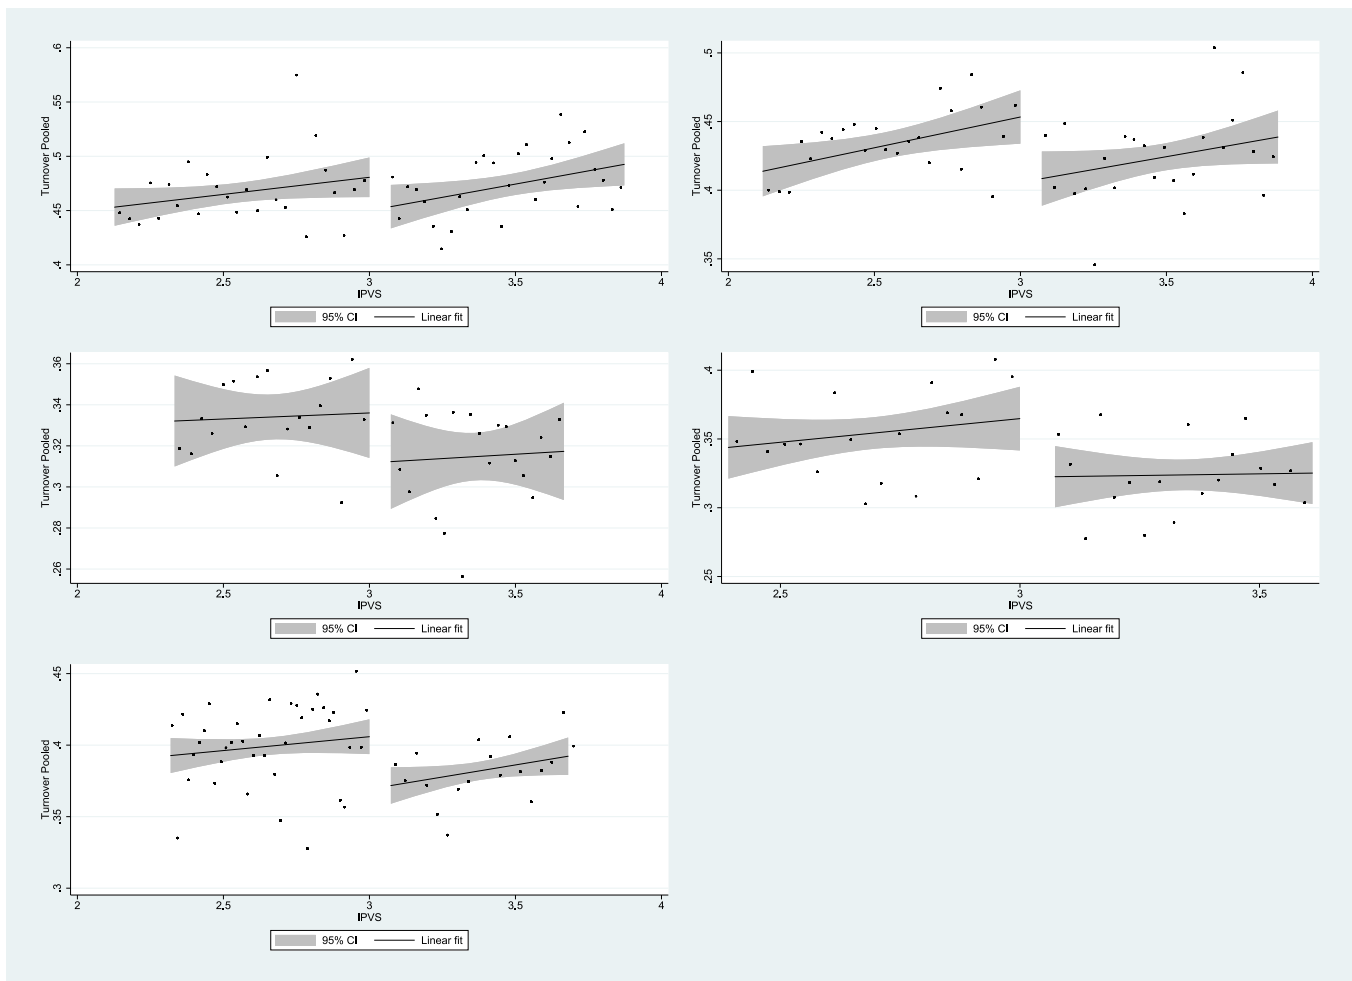 Turnover Pooled
.6
.55
.5
.45
.4
2 2.5 3 3.5 4
IPVS
95% CI Linear fit
Turnover Pooled
.5
.45
.4
.35
2 2.5 3 3.5 4
IPVS
95% CI Linear fit
Turnover Pooled
.36
.34
.32
.3
.28
.26
2 2.5 3 3.5 4
IPVS
95% CI Linear fit
Turnover Pooled
.4
.35
.3
.25
2.5 3 3.5
IPVS
95% CI Linear fit
Turnover Pooled
.45
.4
.35
.3
2 2.5 3 3.5 4
IPVS
95% CI Linear fit